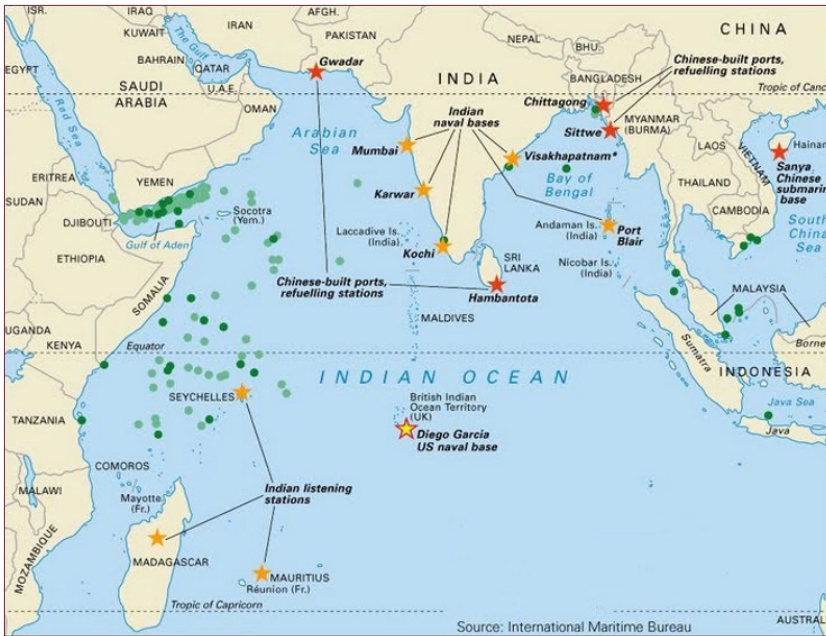 ISR.
IRAQ
IRAN
AFGH.
CHINA
KUWAIT
PAKISTAN
NEPAL
BHU.
The Gulf
Chinese-built ports,
refuelling stations
BAHRAIN
QATAR
Gwadar
EGYPT
SAUDI
ARABIA
U.A.E.
INDIA
BANGLADESH
Tropic of Canc
Red Sea
OMAN
Chittagong
Indian
naval bases
Arabian
Sea
Mumbai
Sittwe
MYANMAR
(BURMA)
Hainan
LAOS
VIETNAM
Visakhapatnam*
Sanya
Chinese
submarin
base
ERITREA
YEMEN
Karwar
Bay of
Bengal
THAILAND
SUDAN
DJIBOUTI
Socotra
(Yem.)
CAMBODIA
Laccadive Is.
(India)
Andaman Is.
(India)
Port
Blair
South
China
Sea
Gulf of Aden
Kochi
ETHIOPIA
SRI
LANKA
Nicobar Is.
(India)
Chinese-built ports,
refuelling stations
SOMALIA
Hambantota
MALAYSIA
MALDIVES
UGANDA
KENYA
Equator
Sumatra
Borne
INDIAN OCEAN
INDONESIA
SEYCHELLES
British Indian
Ocean Territory
(UK)
Java Sea
TANZANIA
Diego Garcia
US naval base
Java
COMOROS
MALAWI
Mayotte
(Fr.)
Indian listening
stations
MOZAMBIQUE
MADAGASCAR
MAURITIUS
Réunion (Fr.)
Tropic of Capricorn
Source: International Maritime Bureau
AUSTRAL